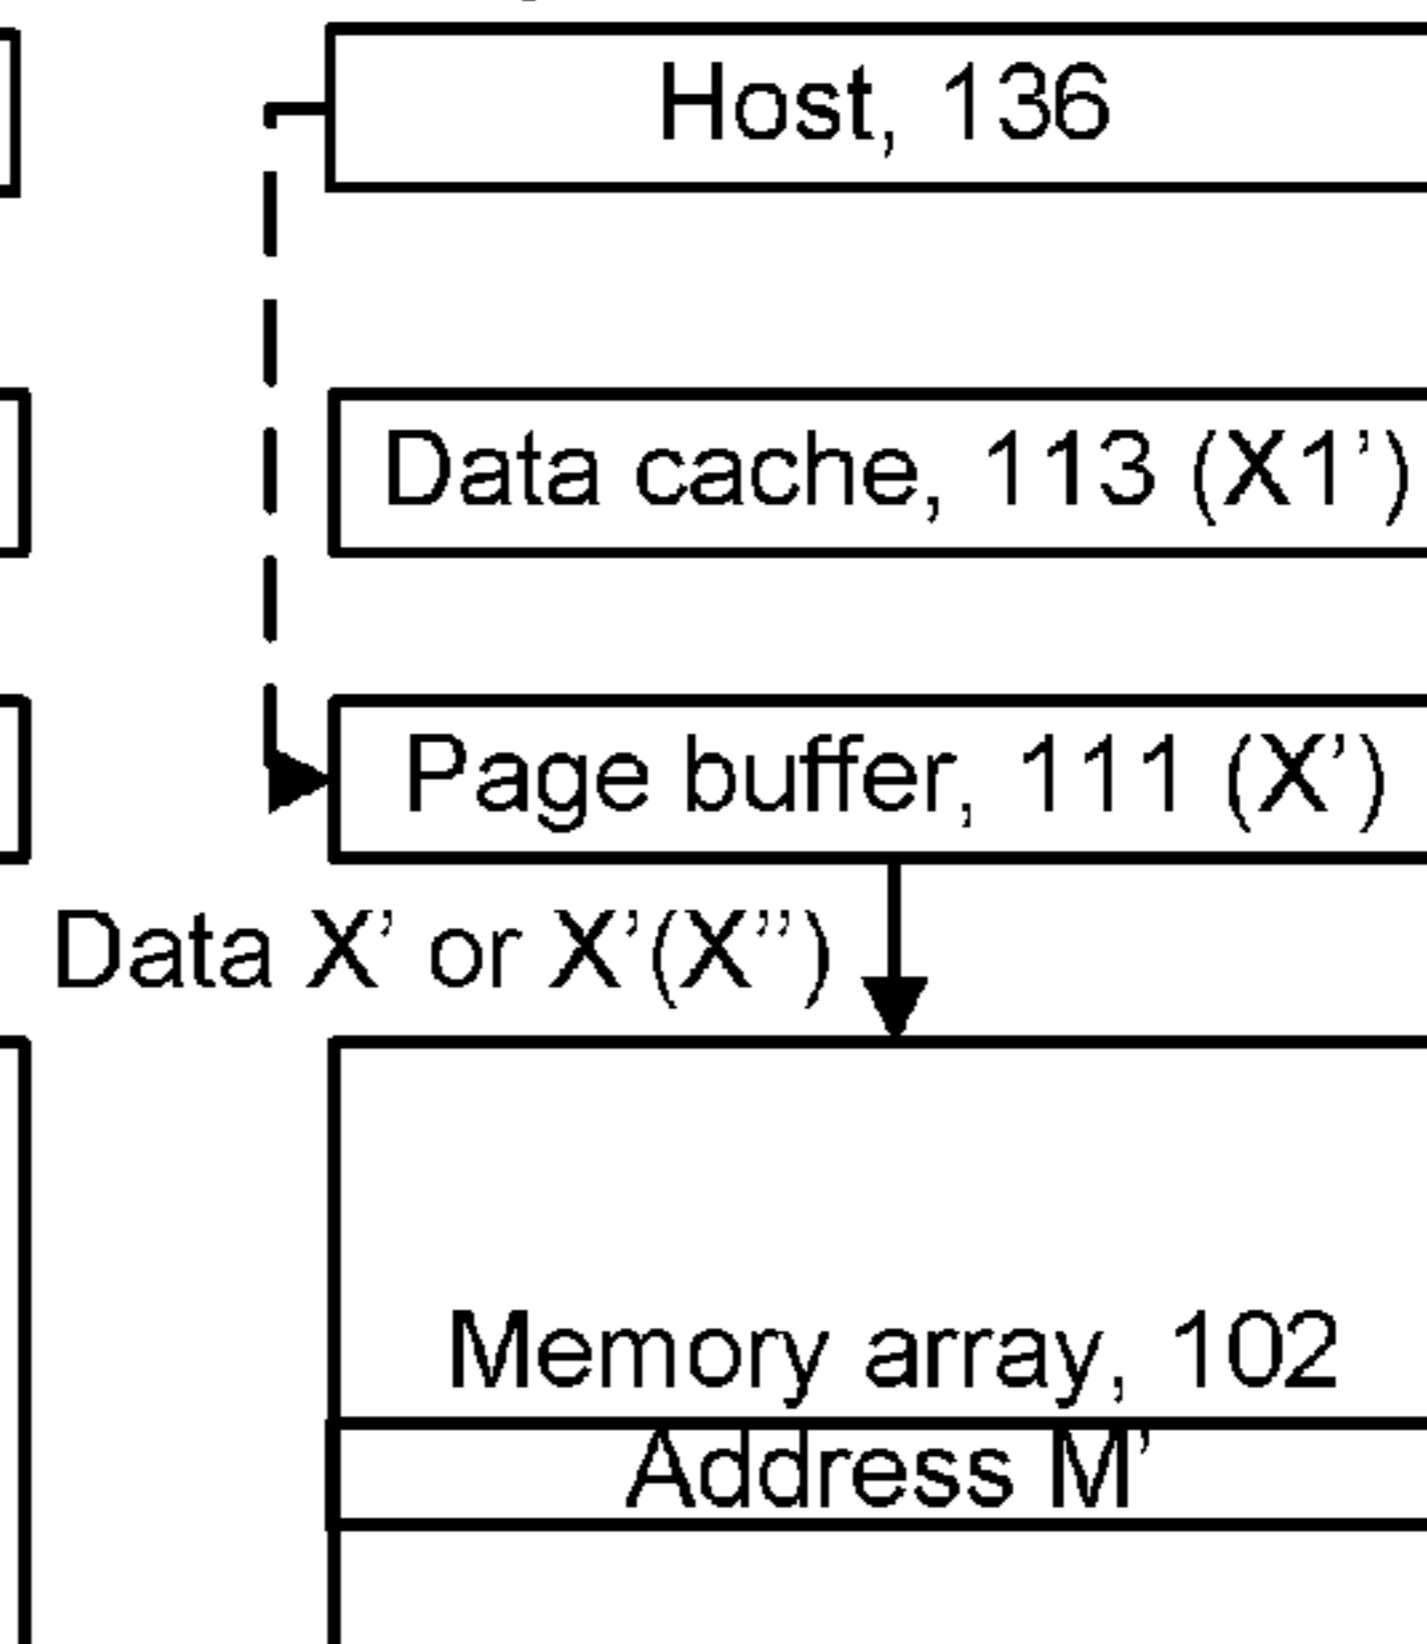 Host, 136
Data cache, 113 (X1’)
Page buffer, 111 (X’)
Data X’ or X’(X’’)
Memory array, 102
Address M’